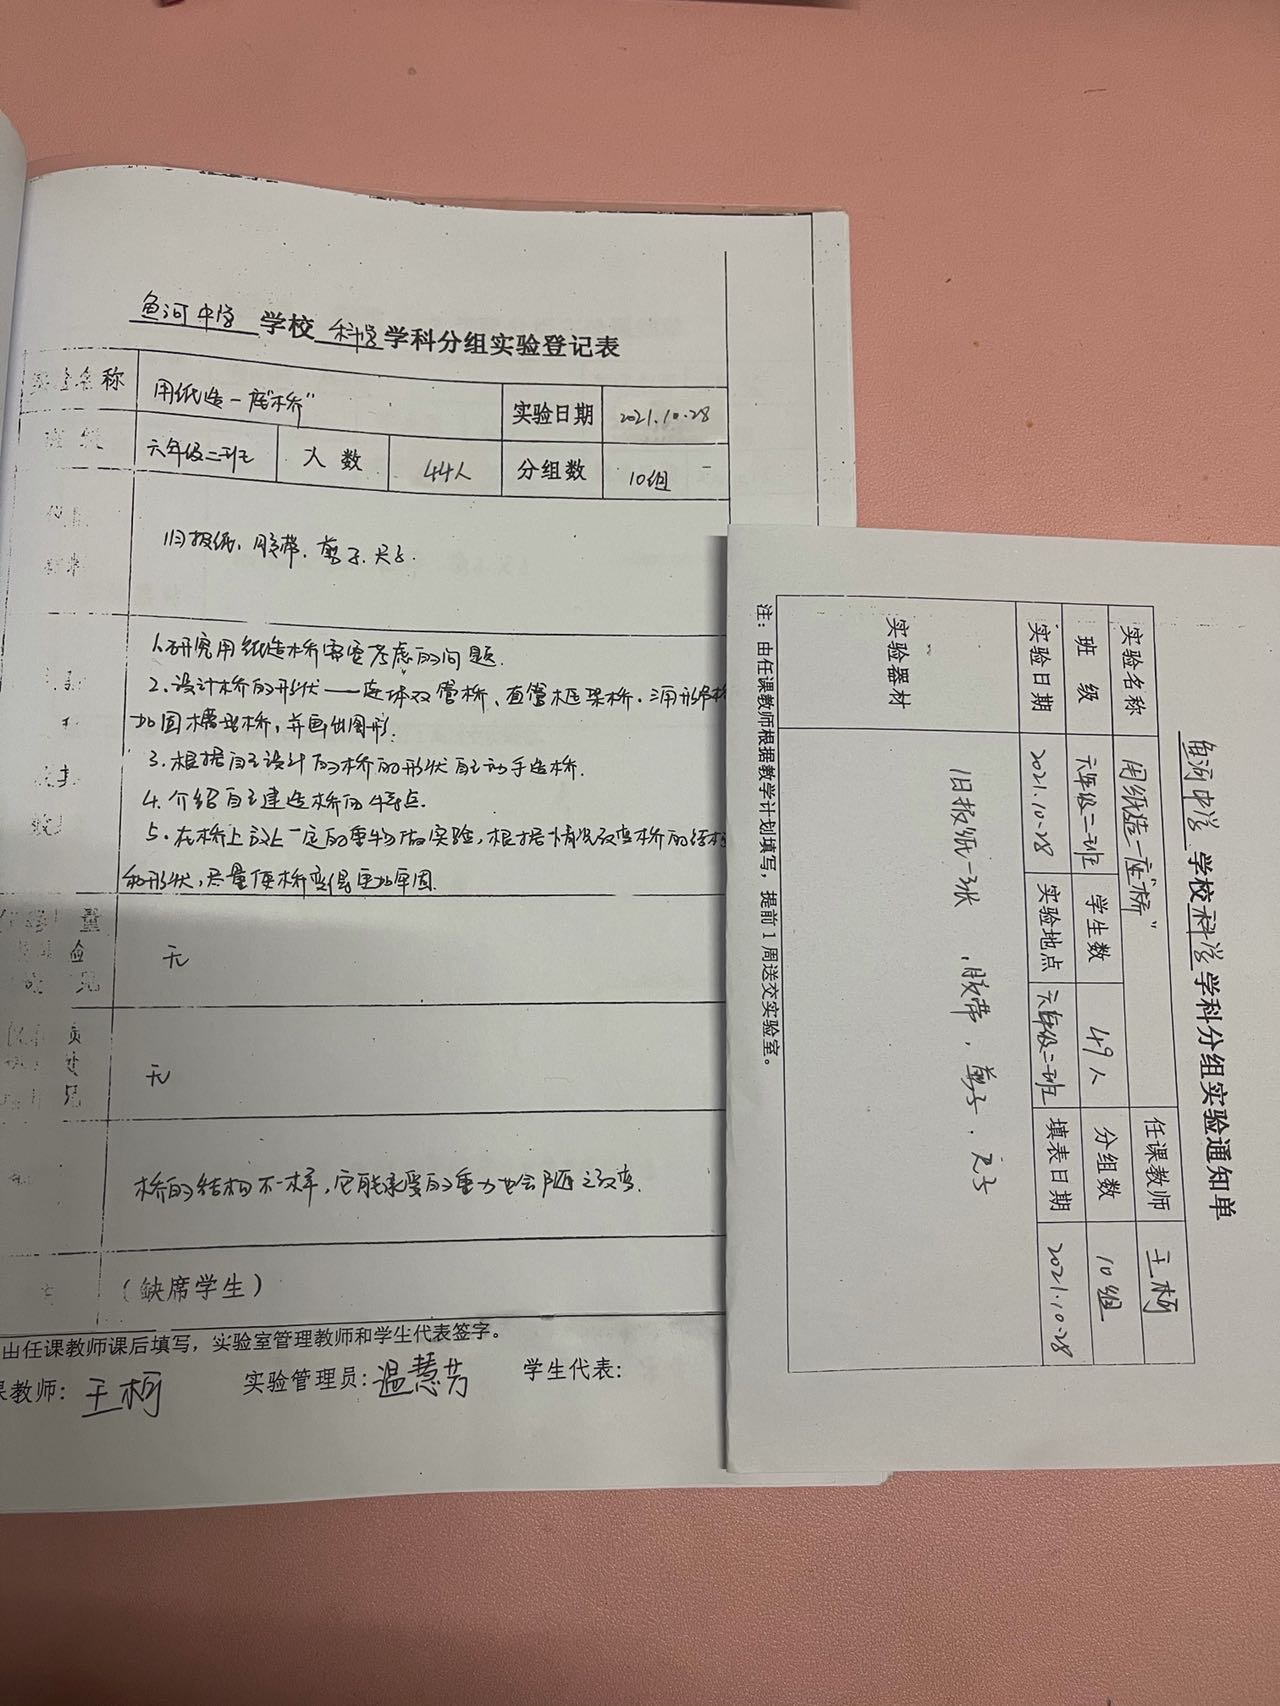 鱼河中学 学校 科学 学科分组实验登记表
名称 用纸造一座"桥" 实验日期 2021.10.28
班级 六年级二班 人数 44人 分组数 10组
旧报纸、胶带、剪子、尺子.
1.研究用纸造桥需要考虑的问题.
2.设计桥的形状——连体双管桥、直管框架桥、三角形
加固 桥,并画出图形.
3.根据自己设计的桥的形状自己动手造桥.
4.介绍自己建造桥的特点.
5.在桥上放上一定的重物做实验,根据情况改变桥的结构
和形状,尽量使桥变得更加牢固.
量
验 无
见
员
无
见
桥的结构不一样,它能承受的重力也会随之改变.
(缺席学生)
由任课教师课后填写,实验室管理教师和学生代表签字。
课教师: 王柯 实验管理员: 温慧芳 学生代表:
鱼河中学 学校 科学 学科分组实验通知单
实验名称 用纸造一座"桥" 任课教师 王柯
班级 六年级二班 学生数 49人 分组数 10组
实验日期 2021.10.28 实验地点 六年级二班 填表日期 2021.10.28
实验器材 旧报纸一张,胶带,剪子,尺子
注:由任课教师根据教学计划填写,提前1周送交实验室。